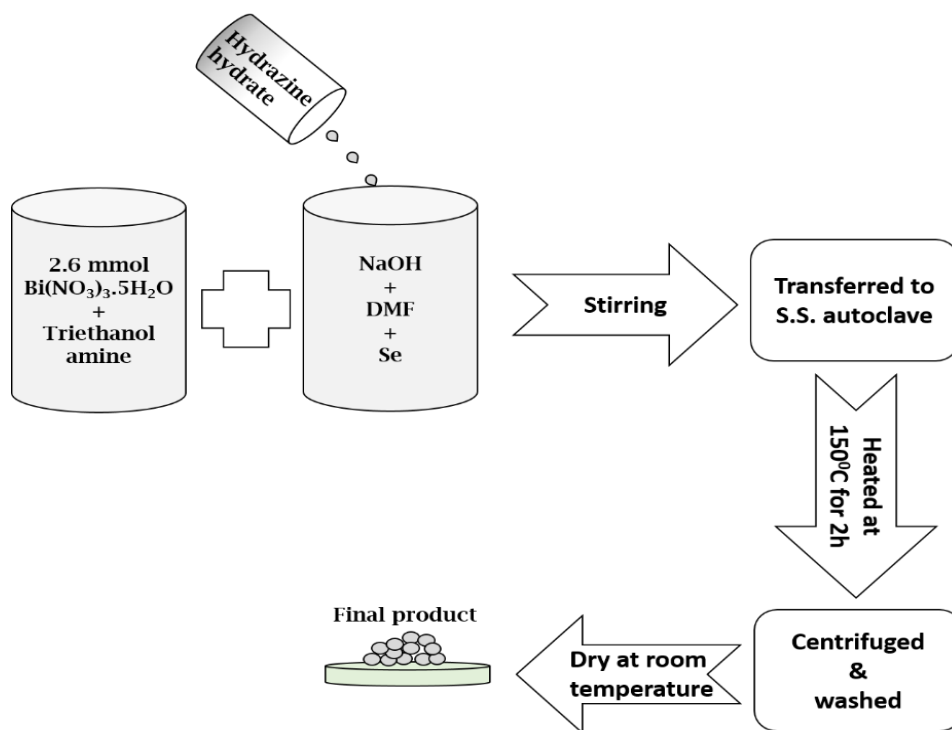 Hydrazine
hydrate
2.6 mmol
Bi(NO₃)₃.5H₂O
+
Triethanol
amine
NaOH
+
DMF
+
Se
Stirring
Transferred to
S.S. autoclave
Heated at
150⁰C for 2h
Centrifuged
&
washed
Dry at room
temperature
Final product